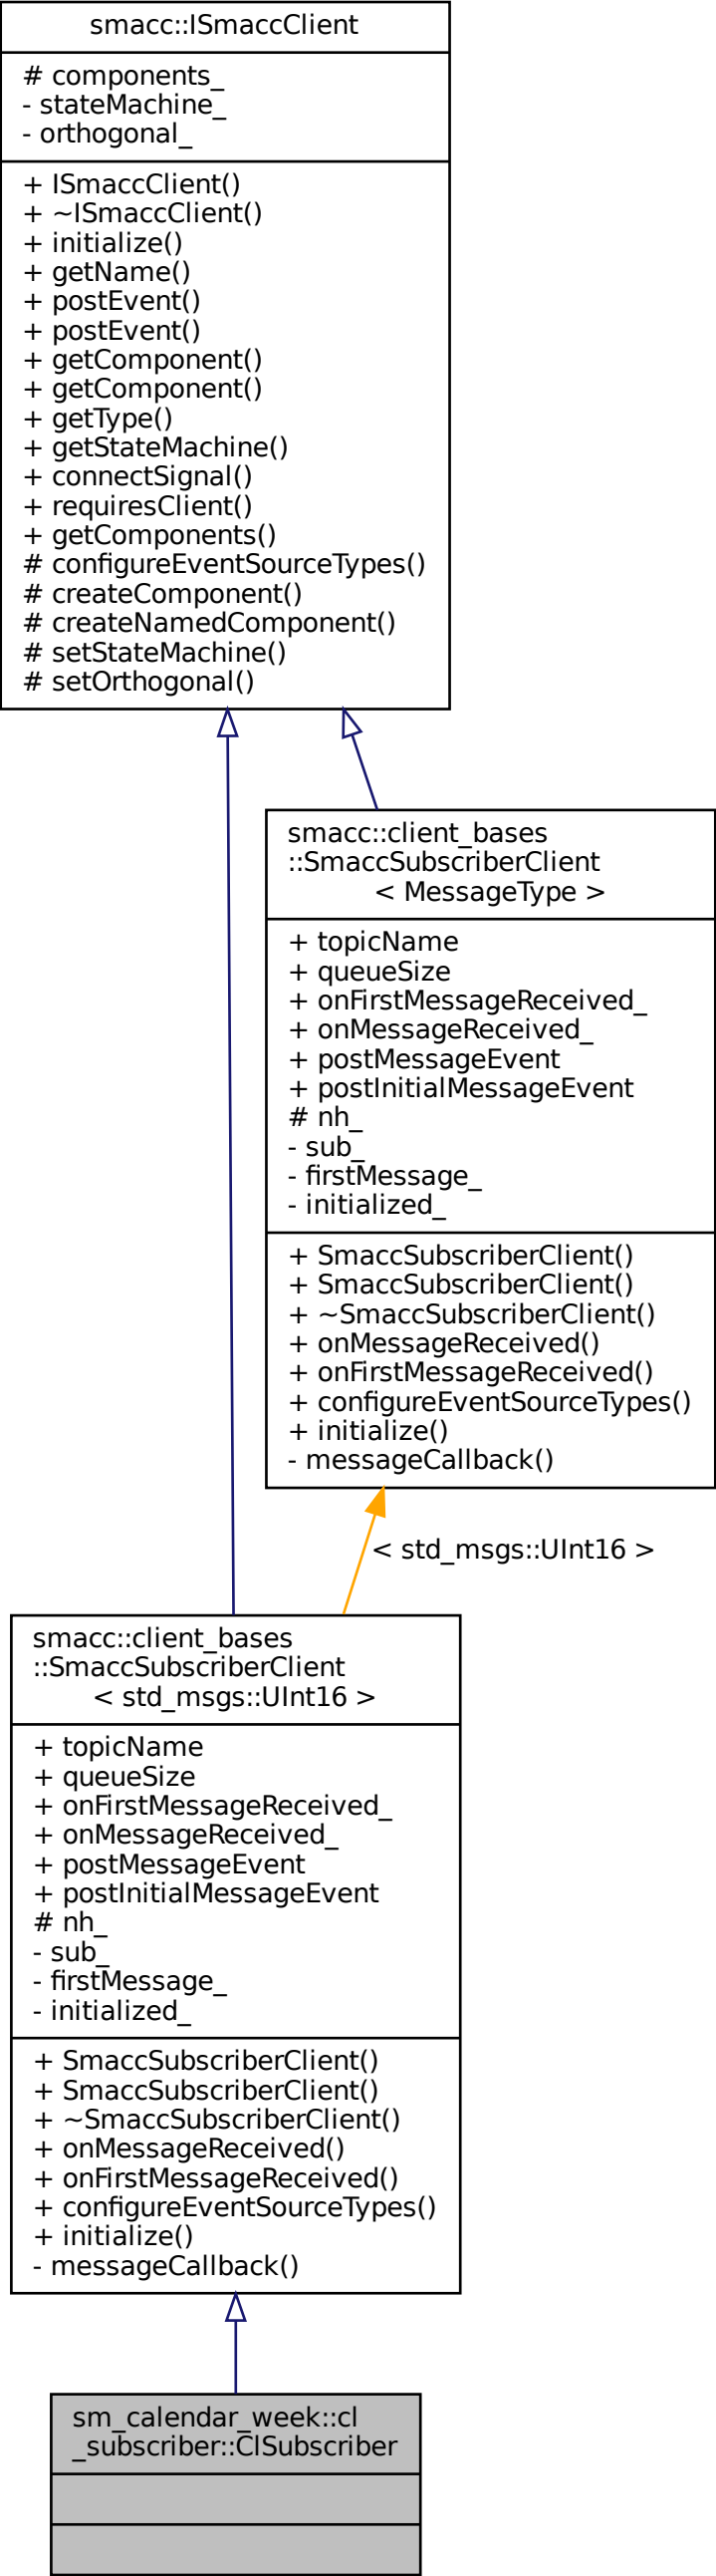 smacc::ISmaccClient
# components_
- stateMachine_
- orthogonal_
+ ISmaccClient()
+ ~ISmaccClient()
+ initialize()
+ getName()
+ postEvent()
+ postEvent()
+ getComponent()
+ getComponent()
+ getType()
+ getStateMachine()
+ connectSignal()
+ requiresClient()
+ getComponents()
# configureEventSourceTypes()
# createComponent()
# createNamedComponent()
# setStateMachine()
# setOrthogonal()
smacc::client_bases
::SmaccSubscriberClient
< MessageType >
+ topicName
+ queueSize
+ onFirstMessageReceived_
+ onMessageReceived_
+ postMessageEvent
+ postInitialMessageEvent
# nh_
- sub_
- firstMessage_
- initialized_
+ SmaccSubscriberClient()
+ SmaccSubscriberClient()
+ ~SmaccSubscriberClient()
+ onMessageReceived()
+ onFirstMessageReceived()
+ configureEventSourceTypes()
+ initialize()
- messageCallback()
< std_msgs::UInt16 >
smacc::client_bases
::SmaccSubscriberClient
< std_msgs::UInt16 >
+ topicName
+ queueSize
+ onFirstMessageReceived_
+ onMessageReceived_
+ postMessageEvent
+ postInitialMessageEvent
# nh_
- sub_
- firstMessage_
- initialized_
+ SmaccSubscriberClient()
+ SmaccSubscriberClient()
+ ~SmaccSubscriberClient()
+ onMessageReceived()
+ onFirstMessageReceived()
+ configureEventSourceTypes()
+ initialize()
- messageCallback()
sm_calendar_week::cl
_subscriber::ClSubscriber